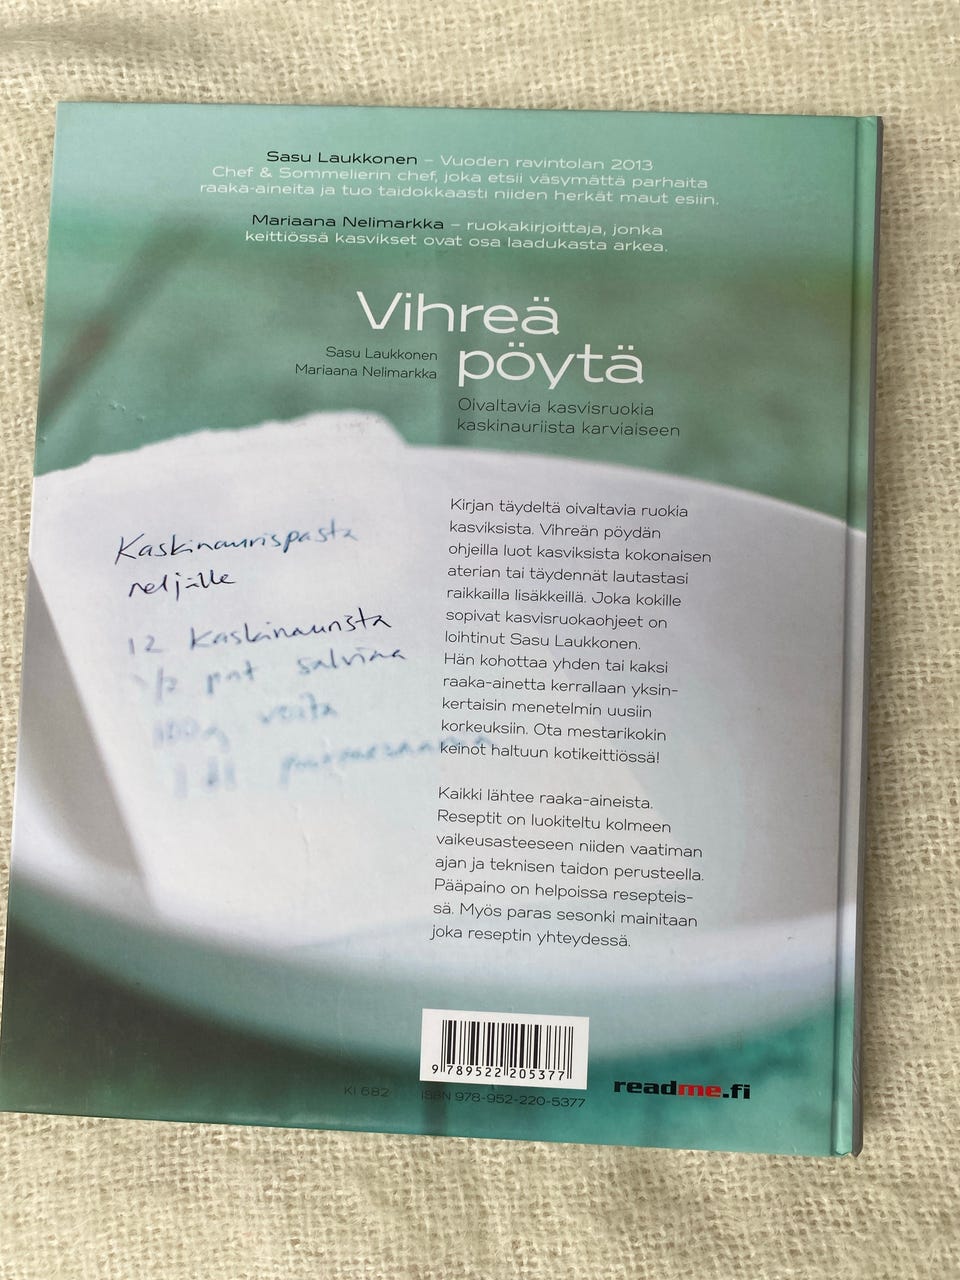 Sasu Laukkonen – Vuoden ravintolan 2013
Chef & Sommelierin chef, joka etsii väsymättä parhaita
raaka-aineita ja tuo taidokkaasti niiden herkät maut esiin.
Mariaana Nelimarkka – ruokakirjoittaja, jonka
keittiössä kasvikset ovat osa laadukasta arkea.
Vihreä
pöytä
Sasu Laukkonen
Mariaana Nelimarkka
Oivaltavia kasvisruokia
kaskinauriista karviaiseen
Kaskinaurispasta
neljälle
12 kaskinaurista
1/2 pnt salviaa
100g voita
1 dl
Kirjan täydeltä oivaltavia ruokia
kasviksista. Vihreän pöydän
ohjeilla luot kasviksista kokonaisen
aterian tai täydennät lautastasi
raikkailla lisäkkeillä. Joka kokille
sopivat kasvisruokaohjeet on
loihtinut Sasu Laukkonen.
Hän kohottaa yhden tai kaksi
raaka-ainetta kerrallaan yksin-
kertaisin menetelmin uusiin
korkeuksiin. Ota mestarikokin
keinot haltuun kotikeittiössä!
Kaikki lähtee raaka-aineista.
Reseptit on luokiteltu kolmeen
vaikeusasteeseen niiden vaatiman
ajan ja teknisen taidon perusteella.
Pääpaino on helpoissa resepteis-
sä. Myös paras sesonki mainitaan
joka reseptin yhteydessä.
9 789522 205377
Kl 682
ISBN 978-952-220-5377
readme.fi